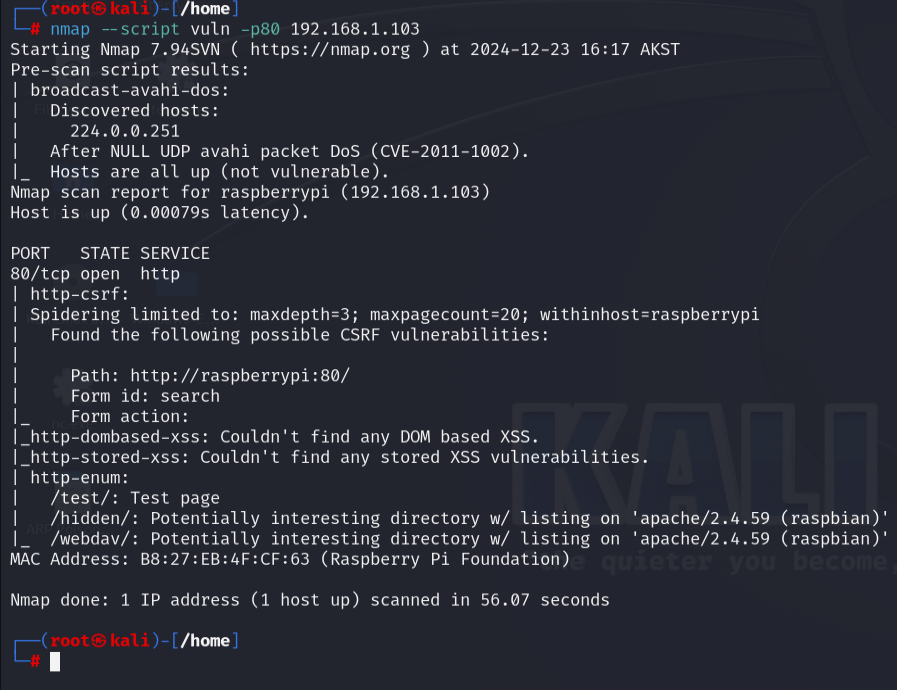 ┌──(root㉿kali)-[/home]
└─# nmap --script vuln -p80 192.168.1.103
Starting Nmap 7.94SVN ( https://nmap.org ) at 2024-12-23 16:17 AKST
Pre-scan script results:
| broadcast-avahi-dos:
|   Discovered hosts:
|     224.0.0.251
|   After NULL UDP avahi packet DoS (CVE-2011-1002).
|_  Hosts are all up (not vulnerable).
Nmap scan report for raspberrypi (192.168.1.103)
Host is up (0.00079s latency).
PORT   STATE SERVICE
80/tcp open  http
| http-csrf:
| Spidering limited to: maxdepth=3; maxpagecount=20; withinhost=raspberrypi
|   Found the following possible CSRF vulnerabilities:
|
|     Path: http://raspberrypi:80/
|     Form id: search
|_    Form action:
|_http-dombased-xss: Couldn't find any DOM based XSS.
|_http-stored-xss: Couldn't find any stored XSS vulnerabilities.
| http-enum:
|   /test/: Test page
|   /hidden/: Potentially interesting directory w/ listing on 'apache/2.4.59 (raspbian)'
|_  /webdav/: Potentially interesting directory w/ listing on 'apache/2.4.59 (raspbian)'
MAC Address: B8:27:EB:4F:CF:63 (Raspberry Pi Foundation)
Nmap done: 1 IP address (1 host up) scanned in 56.07 seconds
┌──(root㉿kali)-[/home]
└─#
KALI
the quieter you become,